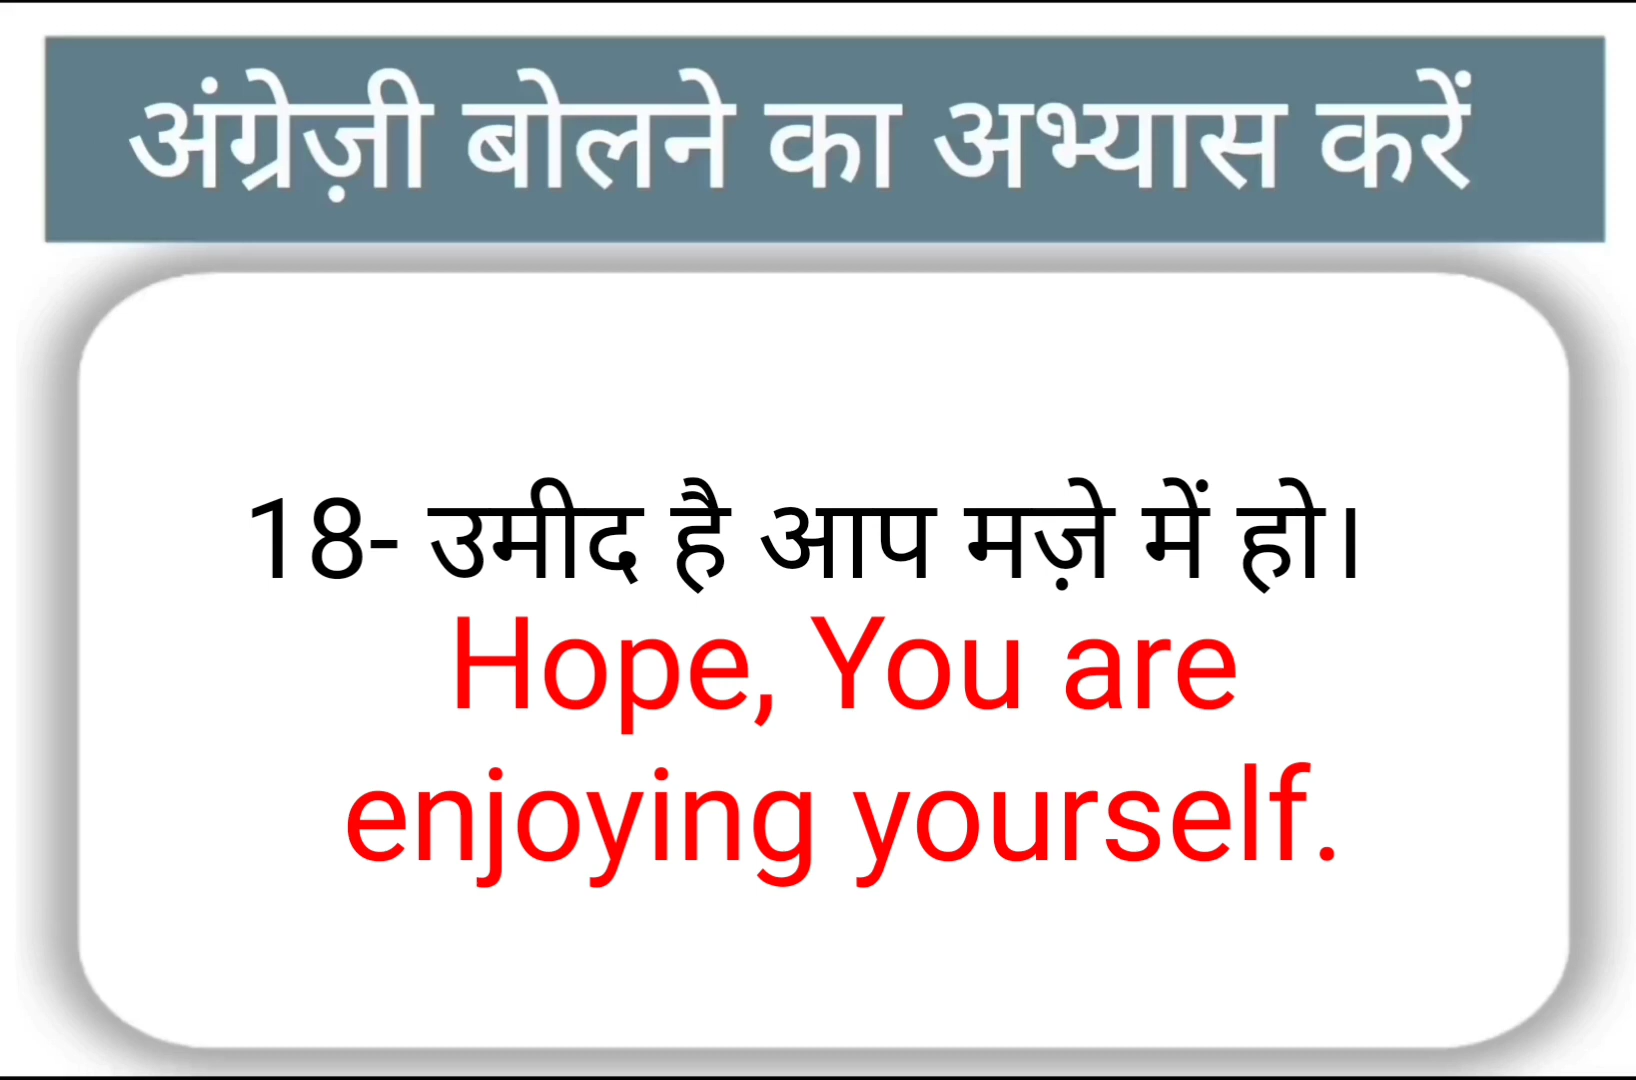 अंग्रेज़ी बोलने का अभ्यास करें
18- उमीद है आप मज़े में हो।
Hope, You are
enjoying yourself.